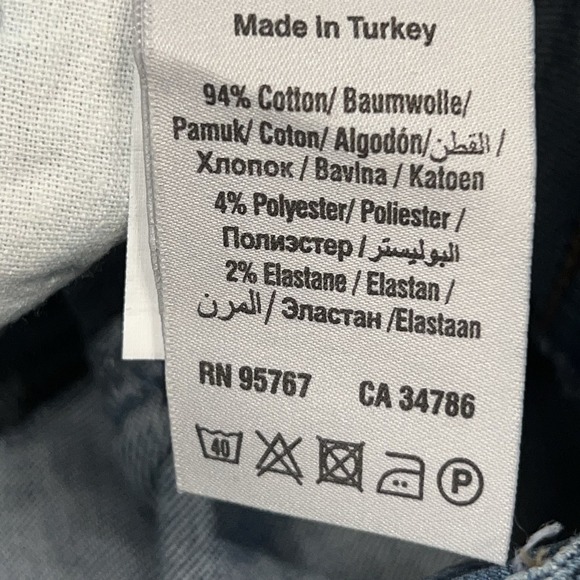 Made in Turkey
94% Cotton/ Baumwolle/
Pamuk/ Coton/ Algodón/القطن/
Хлопок / Bavlna / Katoen
4% Polyester/ Poliester /
Полиэстер /البوليستر
2% Elastane / Elastan /
المرن/ Эластан /Elastaan
RN 95767 CA 34786
40 P